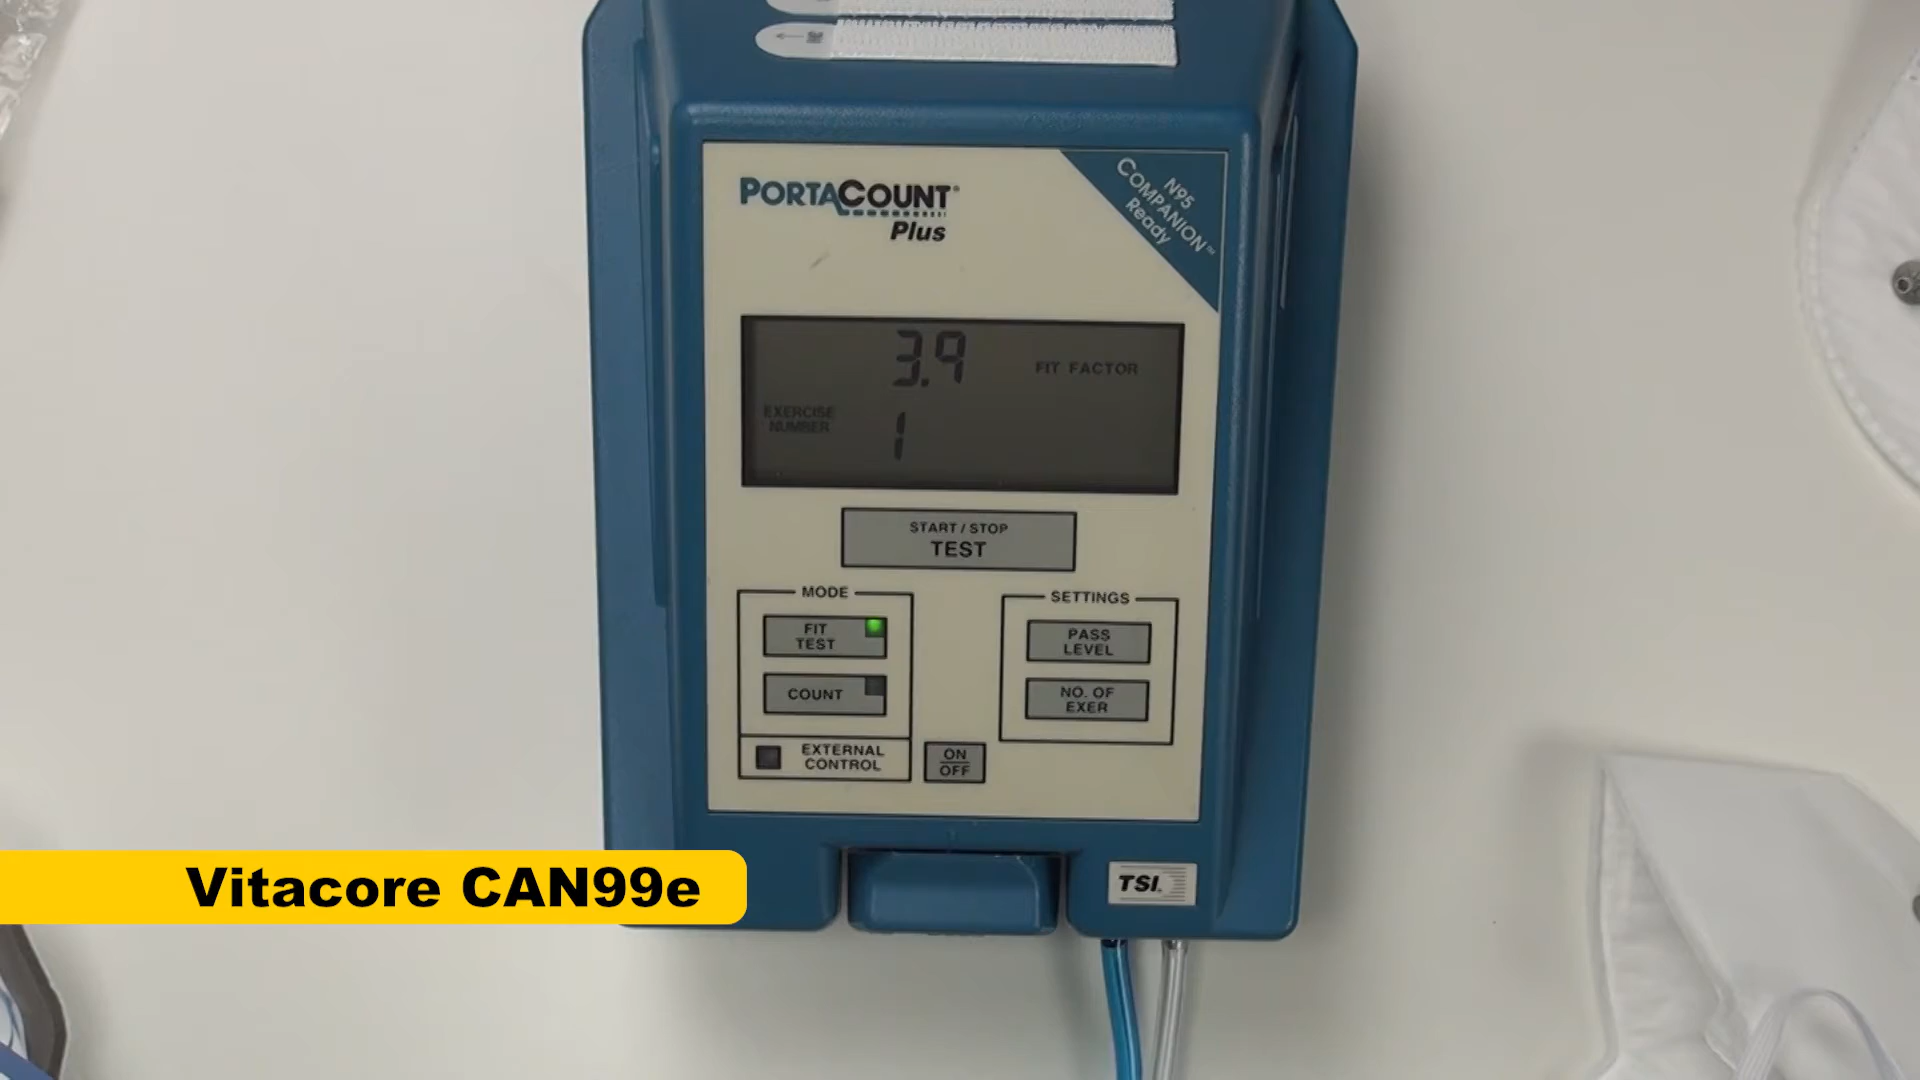 PORTACOUNT®
Plus
N95
COMPANION™
Ready
3.9
FIT FACTOR
EXERCISE
NUMBER
1
START / STOP
TEST
MODE
SETTINGS
FIT
TEST
PASS
LEVEL
COUNT
NO. OF
EXER
EXTERNAL
CONTROL
ON
OFF
TSI
Vitacore CAN99e